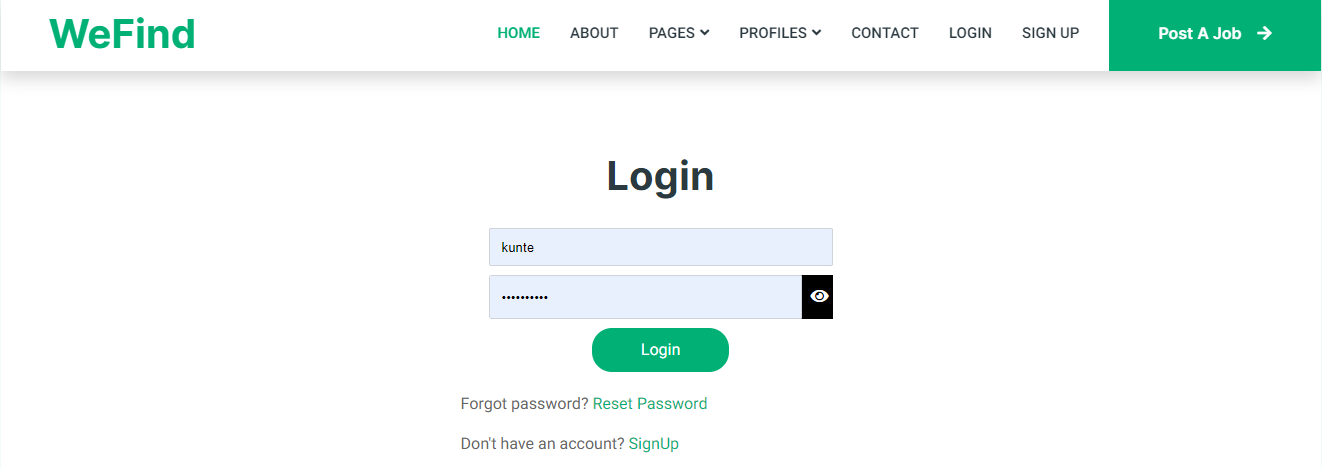 WeFind HOME ABOUT PAGES PROFILES CONTACT LOGIN SIGN UP Post A Job
Login
kunte
••••••••••
Login
Forgot password? Reset Password
Don't have an account? SignUp